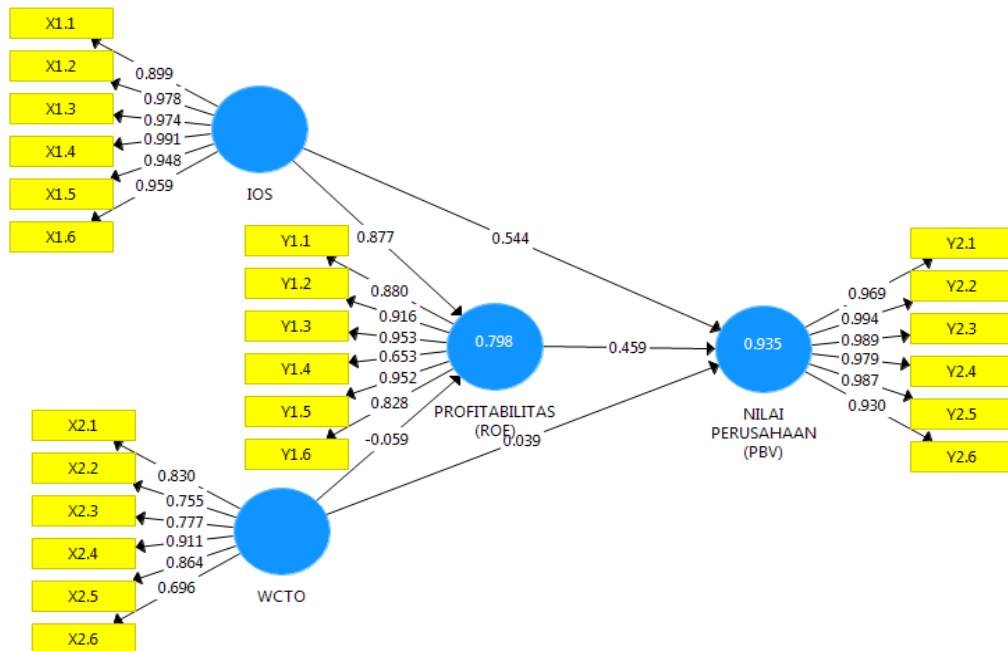 X1.1
X1.2
X1.3
X1.4
X1.5
X1.6
0.899
0.978
0.974
0.991
0.948
0.959
IOS
0.877
0.544
Y1.1
Y1.2
Y1.3
Y1.4
Y1.5
Y1.6
0.880
0.916
0.953
0.653
0.952
0.828
0.798
PROFITABILITAS
(ROE)
0.459
-0.059
0.039
0.935
NILAI
PERUSAHAAN
(PBV)
0.969
0.994
0.989
0.979
0.987
0.930
Y2.1
Y2.2
Y2.3
Y2.4
Y2.5
Y2.6
X2.1
X2.2
X2.3
X2.4
X2.5
X2.6
0.830
0.755
0.777
0.911
0.864
0.696
WCTO